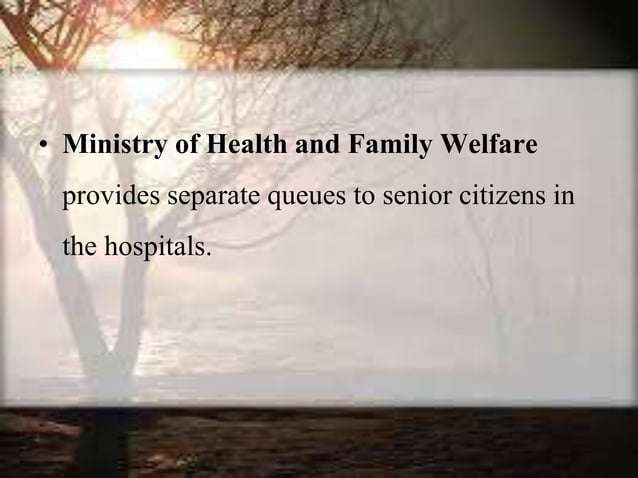 • Ministry of Health and Family Welfare
provides separate queues to senior citizens in
the hospitals.